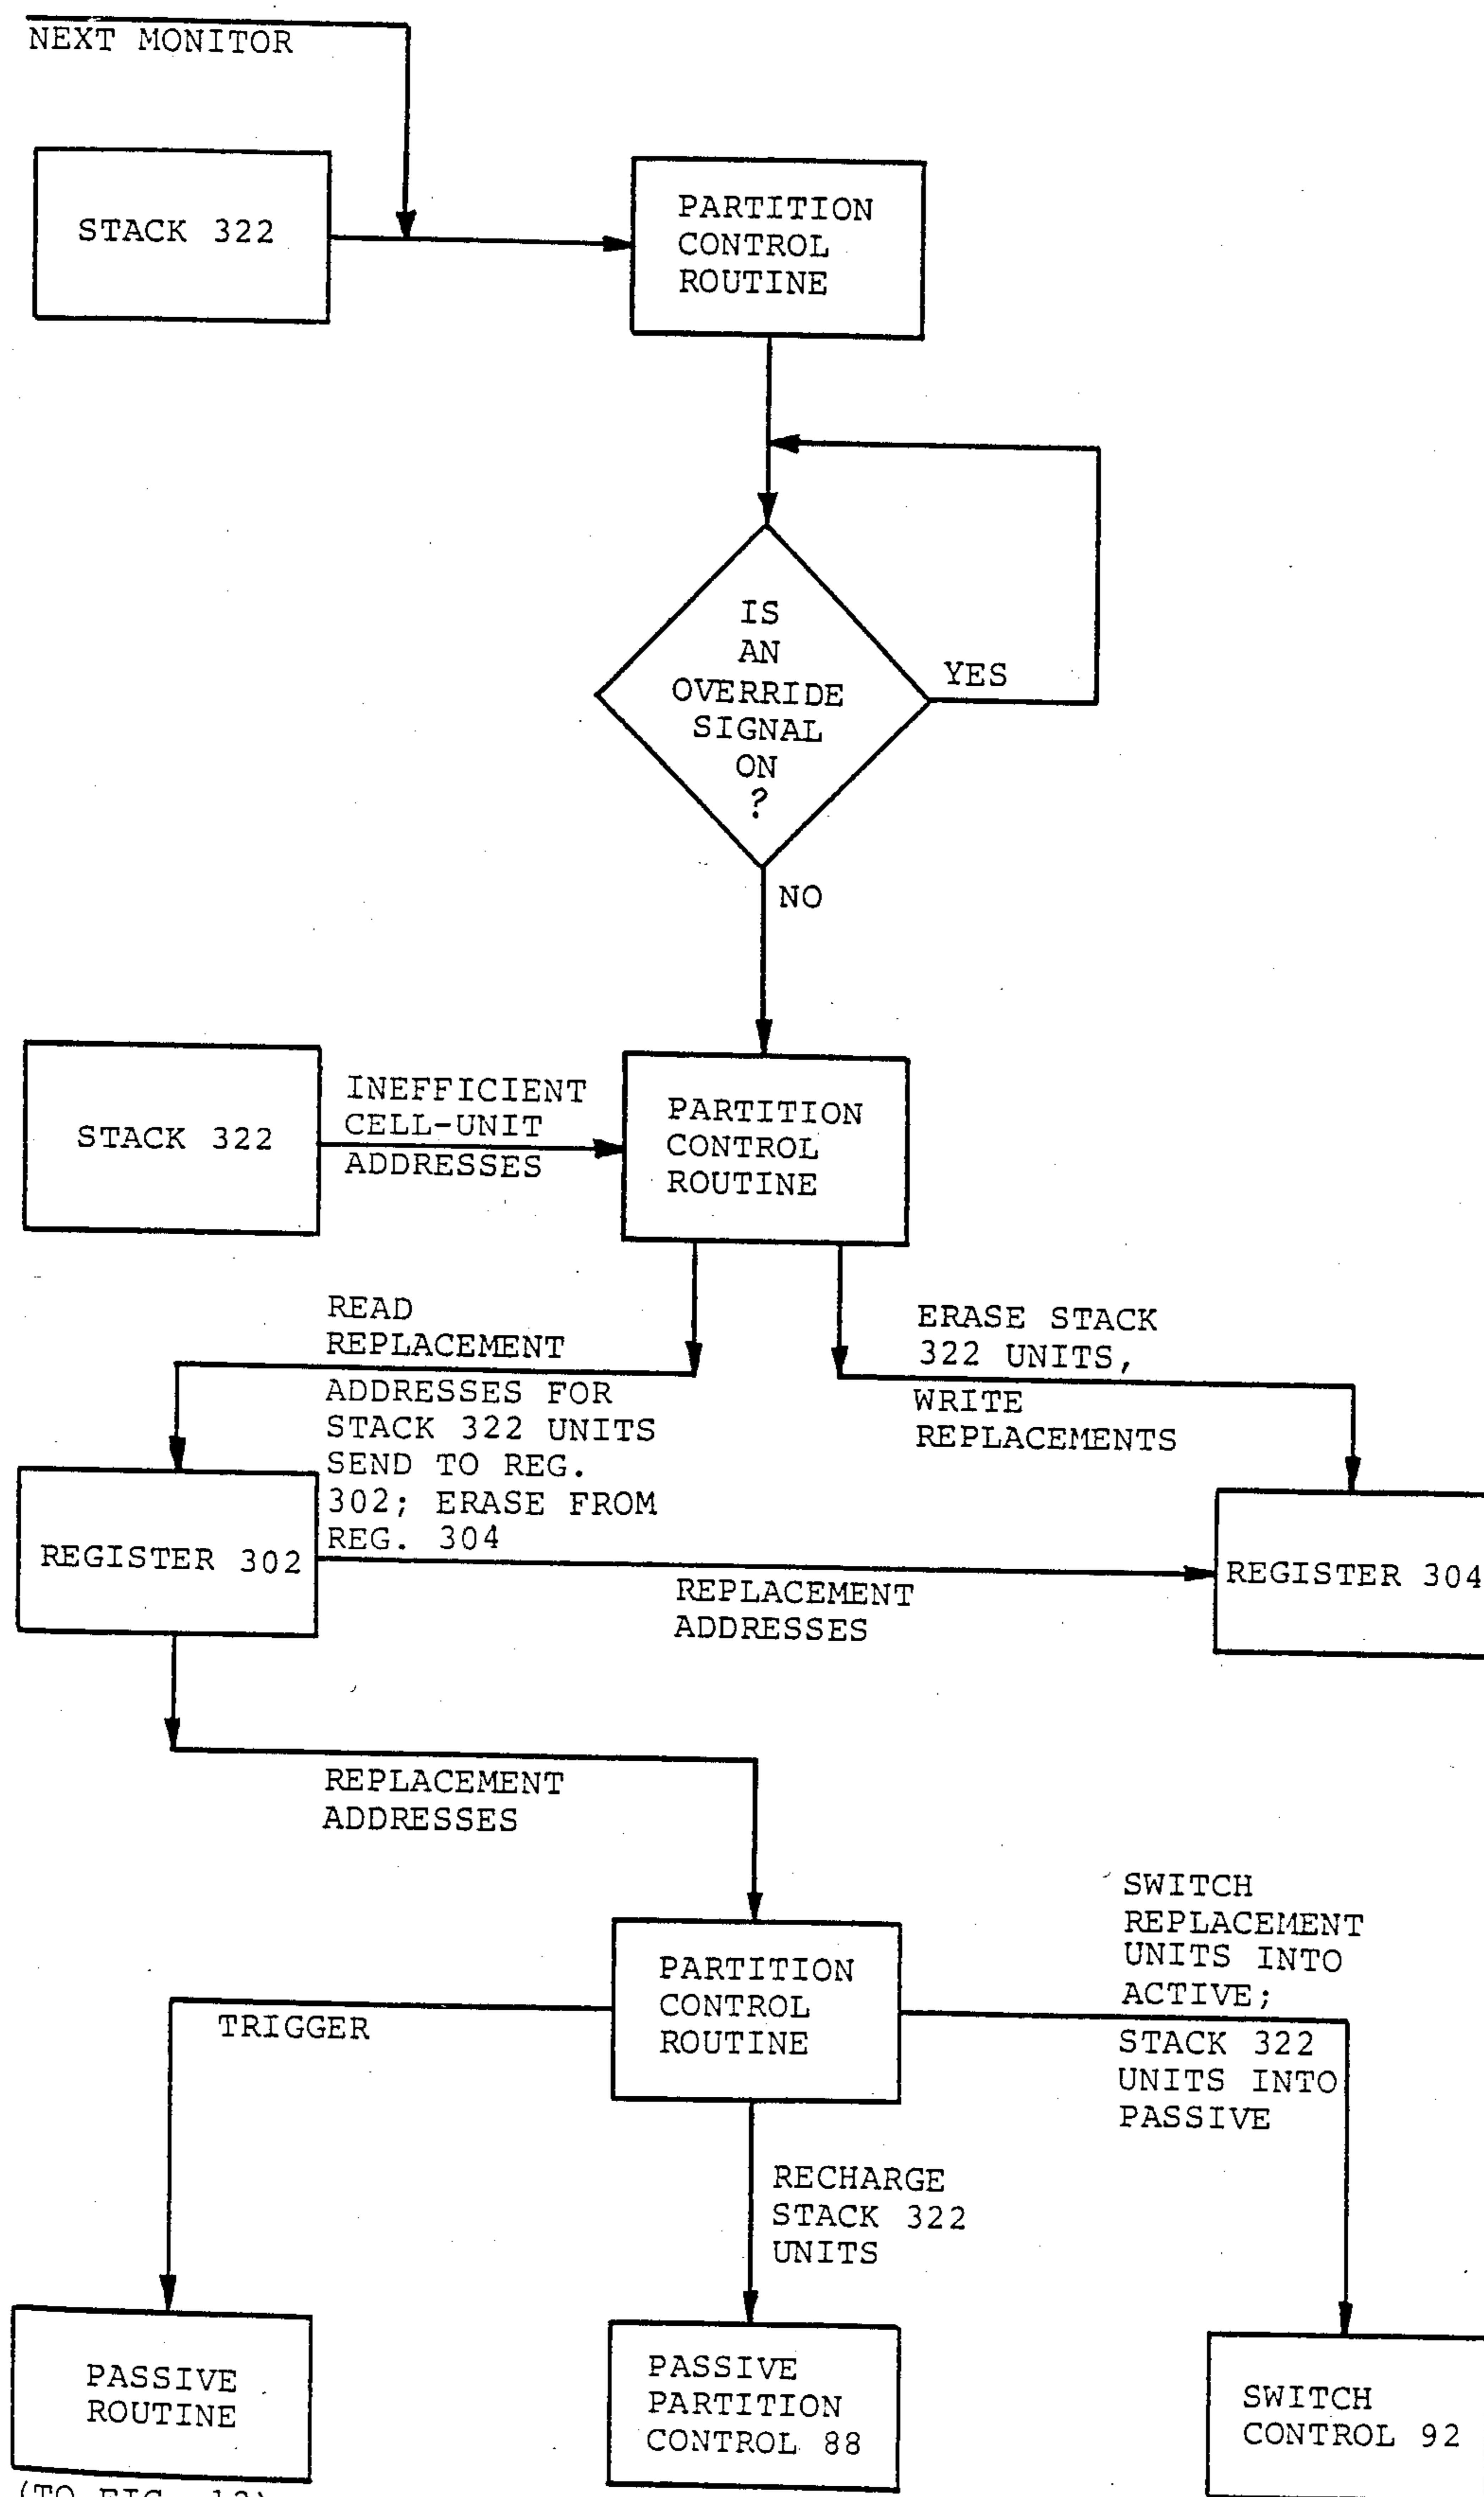 NEXT MONITOR
STACK 322
PARTITION
CONTROL
ROUTINE
IS
AN
OVERRIDE
SIGNAL
ON
?
YES
NO
STACK 322
INEFFICIENT
CELL-UNIT
ADDRESSES
PARTITION
CONTROL
ROUTINE
READ
REPLACEMENT
ADDRESSES FOR
STACK 322 UNITS
SEND TO REG.
302; ERASE FROM
REG. 304
ERASE STACK
322 UNITS,
WRITE
REPLACEMENTS
REGISTER 302
REPLACEMENT
ADDRESSES
REGISTER 304
REPLACEMENT
ADDRESSES
PARTITION
CONTROL
ROUTINE
TRIGGER
SWITCH
REPLACEMENT
UNITS INTO
ACTIVE;
STACK 322
UNITS INTO
PASSIVE
RECHARGE
STACK 322
UNITS
PASSIVE
ROUTINE
PASSIVE
PARTITION
CONTROL 88
SWITCH
CONTROL 92
(TO FIG.